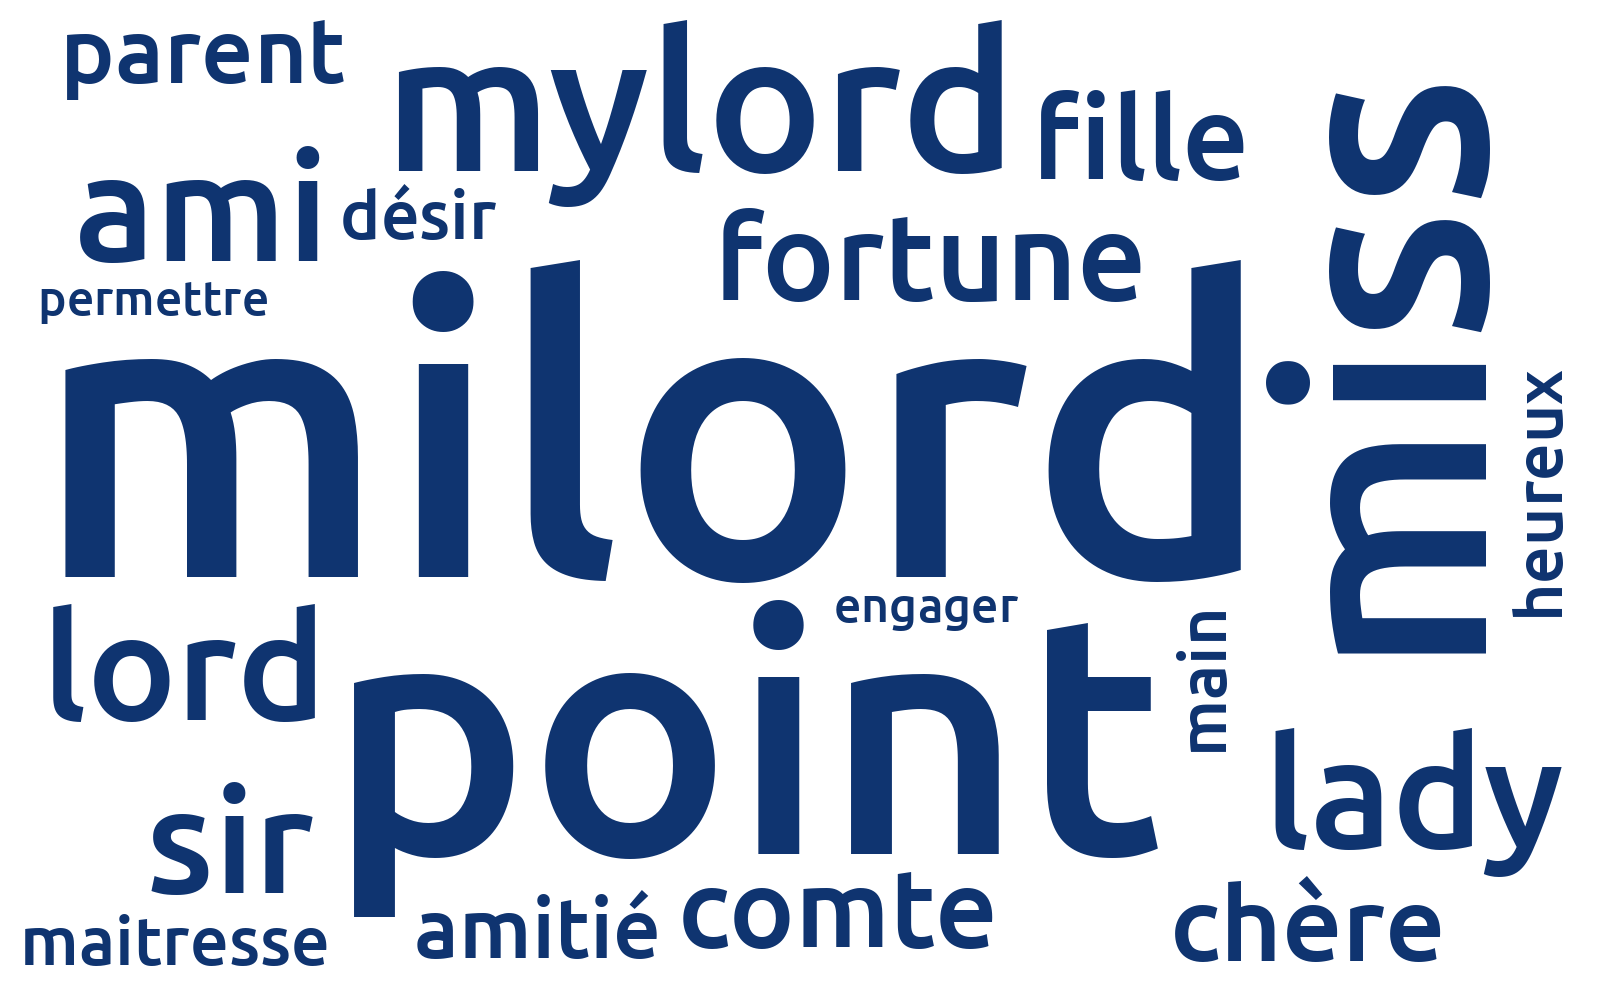 parent
mylord
fille
miss
ami
désir
fortune
permettre
milord
heureux
engager
lord
point
main
lady
sir
maitresse
amitié
comte
chère